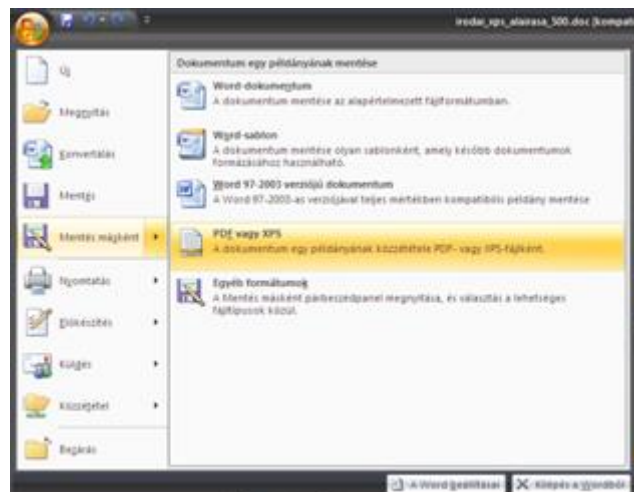 irodai_xps_alairasa_500.doc [kompati
Új
Dokumentum egy példányának mentése
Word-dokumentum
A dokumentum mentése az alapértelmezett fájlformátumban.
Megnyitás
Word-sablon
A dokumentum mentése olyan sablonként, amely később dokumentumok
formázásához használható.
Konvertálás
Word 97-2003 verziójú dokumentum
A Word 97-2003-as verziójával teljes mértékben kompatibilis példány mentése
Mentés
Mentés másként
PDF vagy XPS
A dokumentum egy példányának közzététele PDF- vagy XPS-fájlként.
Nyomtatás
Egyéb formátumok
A Mentés másként párbeszédpanel megnyitása, és választás a lehetséges
fájltípusok közül.
Előkészítés
Küldés
Közzététel
Bezárás
A Word beállításai
Kilépés a Wordből